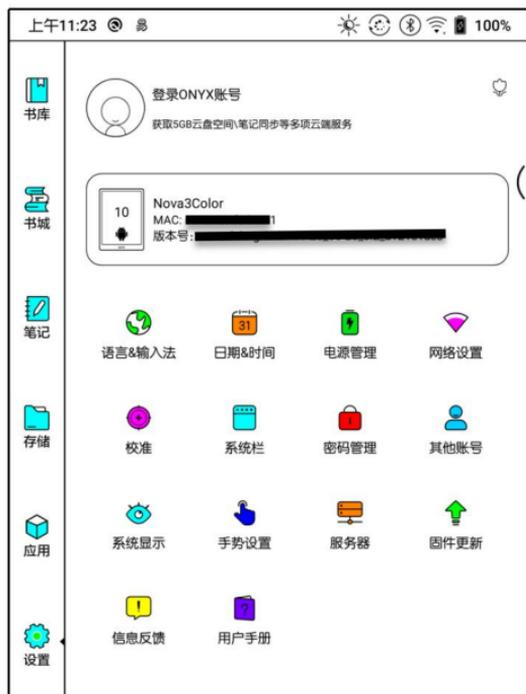 上午11:23
100%
书库
书城
笔记
存储
应用
设置
登录ONYX账号
获取5GB云盘空间\笔记同步等多项云端服务
10
Nova3Color
MAC: 1
版本号:
语言&输入法
31
日期&时间
电源管理
网络设置
校准
系统栏
密码管理
其他账号
系统显示
手势设置
服务器
固件更新
!
信息反馈
?
用户手册